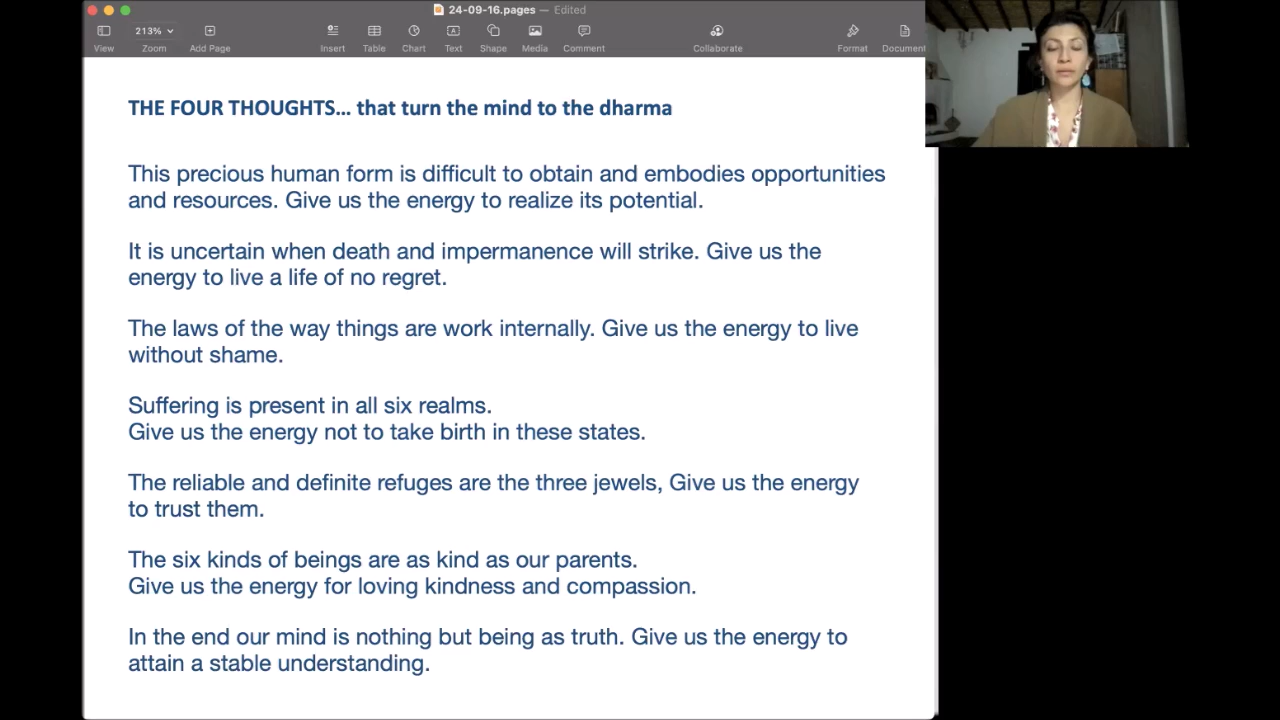 24-09-16.pages — Edited
213%
View
Zoom
Add Page
Insert
Table
Chart
Text
Shape
Media
Comment
Collaborate
Format
Document
THE FOUR THOUGHTS... that turn the mind to the dharma
This precious human form is difficult to obtain and embodies opportunities
and resources. Give us the energy to realize its potential.
It is uncertain when death and impermanence will strike. Give us the
energy to live a life of no regret.
The laws of the way things are work internally. Give us the energy to live
without shame.
Suffering is present in all six realms.
Give us the energy not to take birth in these states.
The reliable and definite refuges are the three jewels, Give us the energy
to trust them.
The six kinds of beings are as kind as our parents.
Give us the energy for loving kindness and compassion.
In the end our mind is nothing but being as truth. Give us the energy to
attain a stable understanding.